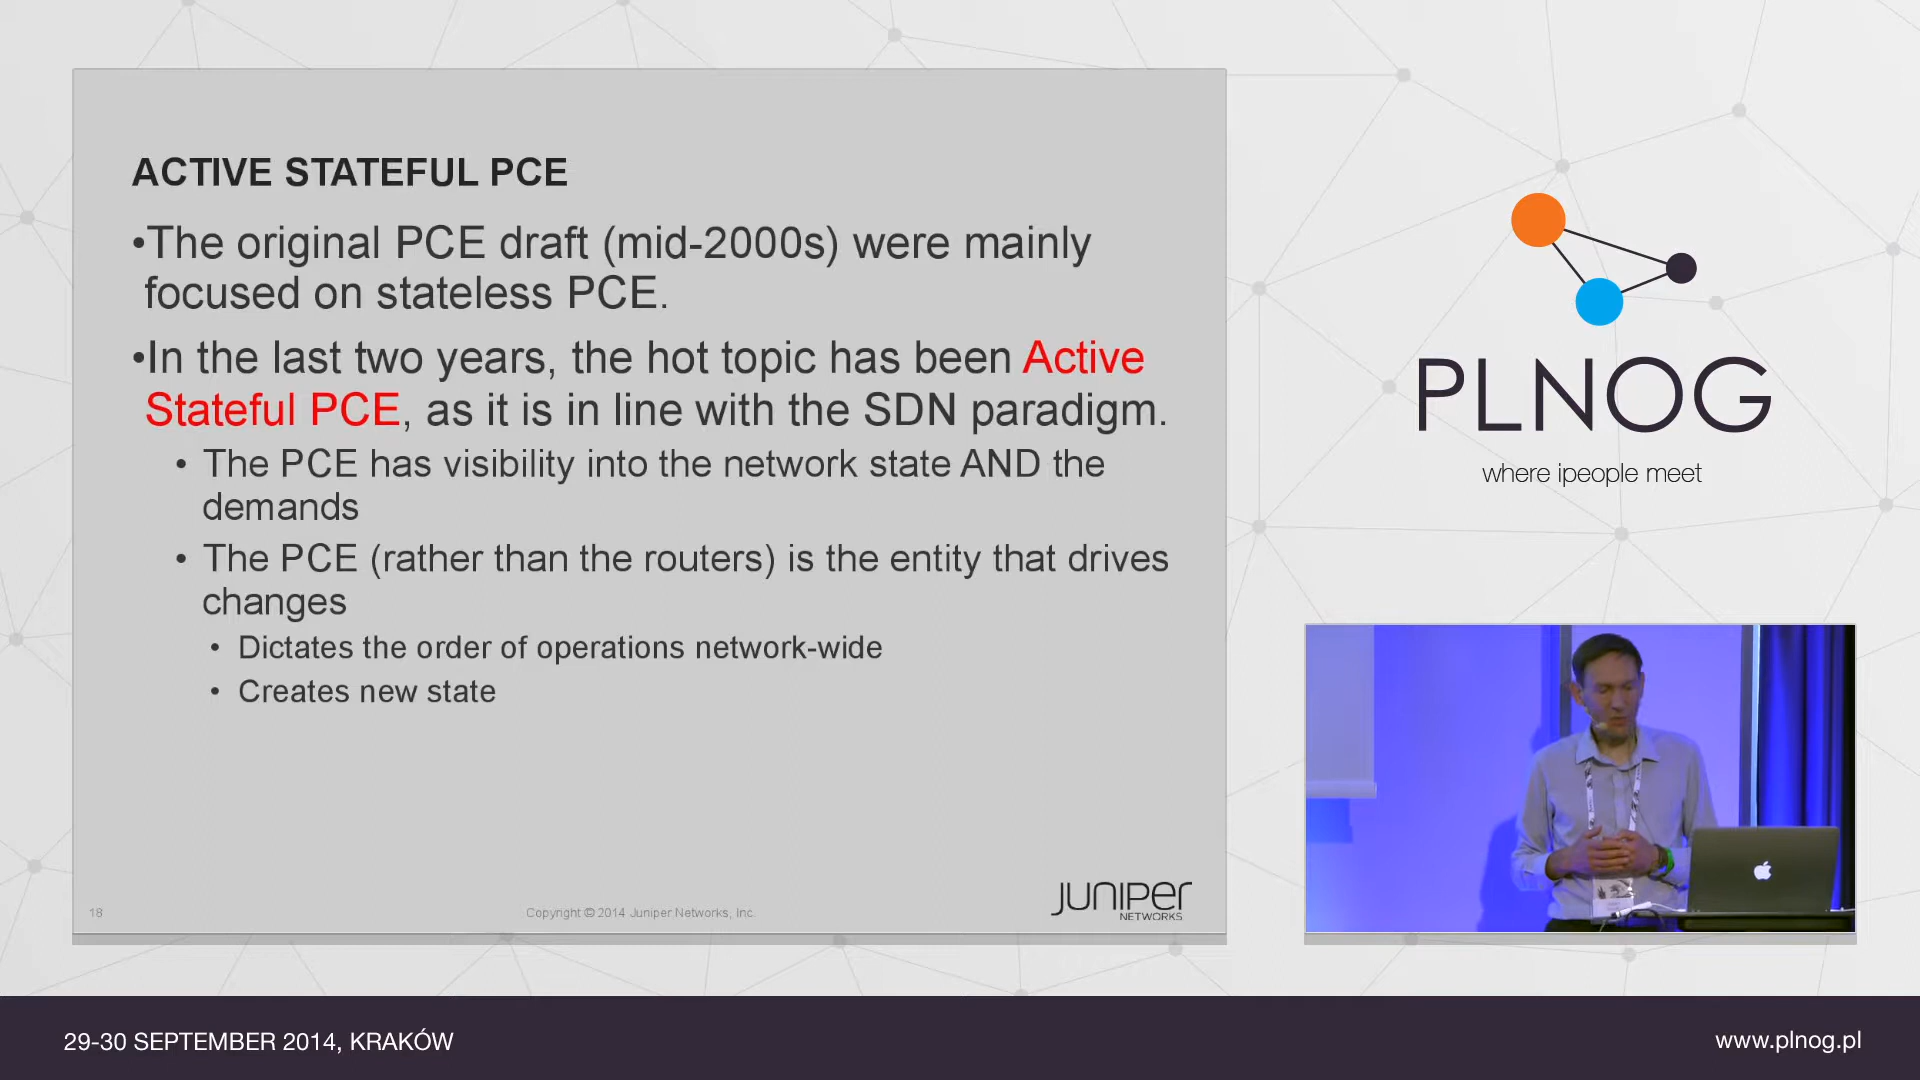 ACTIVE STATEFUL PCE
•The original PCE draft (mid-2000s) were mainly
focused on stateless PCE.
•In the last two years, the hot topic has been Active
Stateful PCE, as it is in line with the SDN paradigm.
• The PCE has visibility into the network state AND the
demands
• The PCE (rather than the routers) is the entity that drives
changes
• Dictates the order of operations network-wide
• Creates new state
18
Copyright © 2014 Juniper Networks, Inc.
JUNIPER
NETWORKS
PLNOG
where ipeople meet
29-30 SEPTEMBER 2014, KRAKÓW
www.plnog.pl